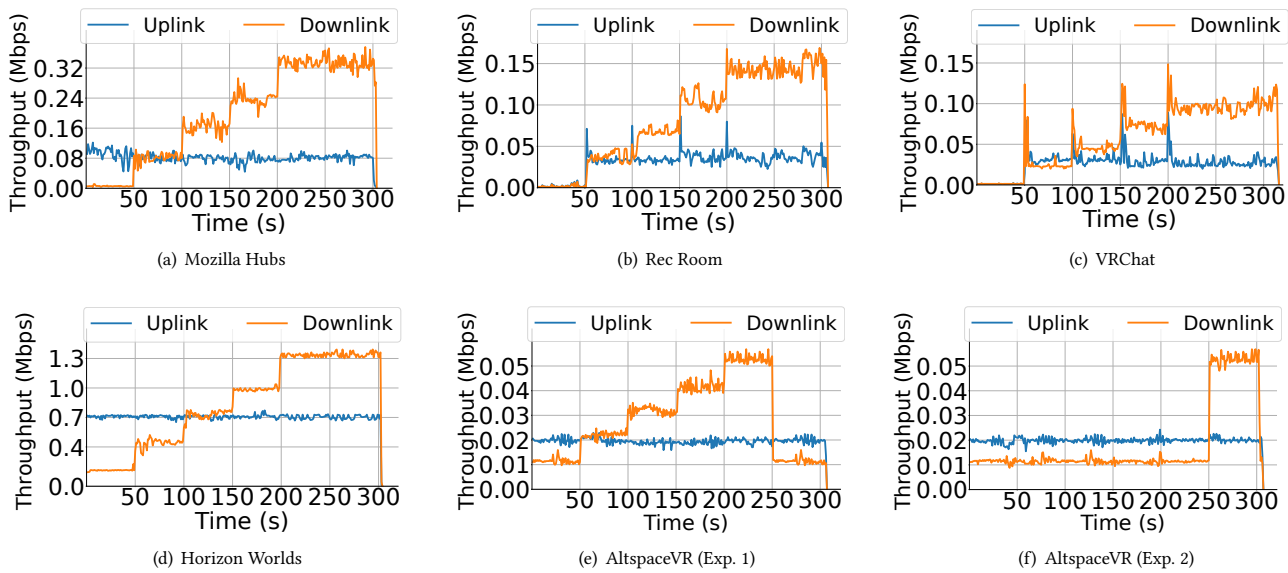 Uplink Downlink
Throughput (Mbps)
0.32
0.24
0.16
0.08
0.00
50 100 150 200 250 300
Time (s)
(a) Mozilla Hubs
Uplink Downlink
Throughput (Mbps)
0.15
0.10
0.05
0.00
50 100 150 200 250 300
Time (s)
(b) Rec Room
Uplink Downlink
Throughput (Mbps)
0.15
0.10
0.05
0.00
50 100 150 200 250 300
Time (s)
(c) VRChat
Uplink Downlink
Throughput (Mbps)
1.3
1.0
0.7
0.4
0.0
50 100 150 200 250 300
Time (s)
(d) Horizon Worlds
Uplink Downlink
Throughput (Mbps)
0.05
0.04
0.03
0.02
0.01
0.00
50 100 150 200 250 300
Time (s)
(e) AltspaceVR (Exp. 1)
Uplink Downlink
Throughput (Mbps)
0.05
0.04
0.03
0.02
0.01
0.00
50 100 150 200 250 300
Time (s)
(f) AltspaceVR (Exp. 2)